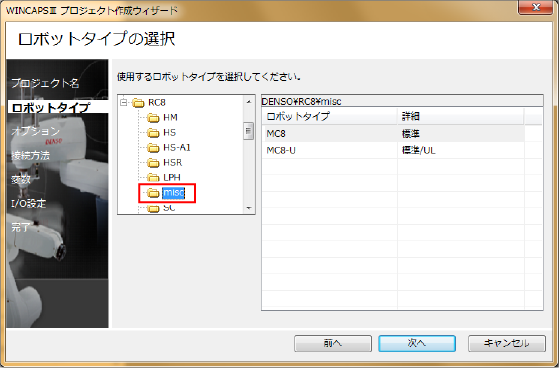 WINCAPSⅢ プロジェクト作成ウィザード
ロボットタイプの選択
プロジェクト名
ロボットタイプ
オプション
接続方法
変数
I/O設定
完了
使用するロボットタイプを選択してください。
RC8
HM
HS
HS-A1
HSR
LPH
misc
SC
DENSO¥RC8¥misc
ロボットタイプ 詳細
MC8 標準
MC8-U 標準/UL
前へ 次へ キャンセル